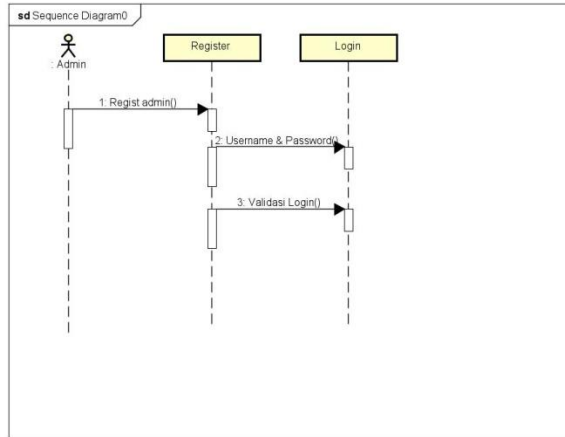 sd Sequence Diagram0
Register
Login
: Admin
1: Regist admin()
2: Username & Password()
3: Validasi Login()